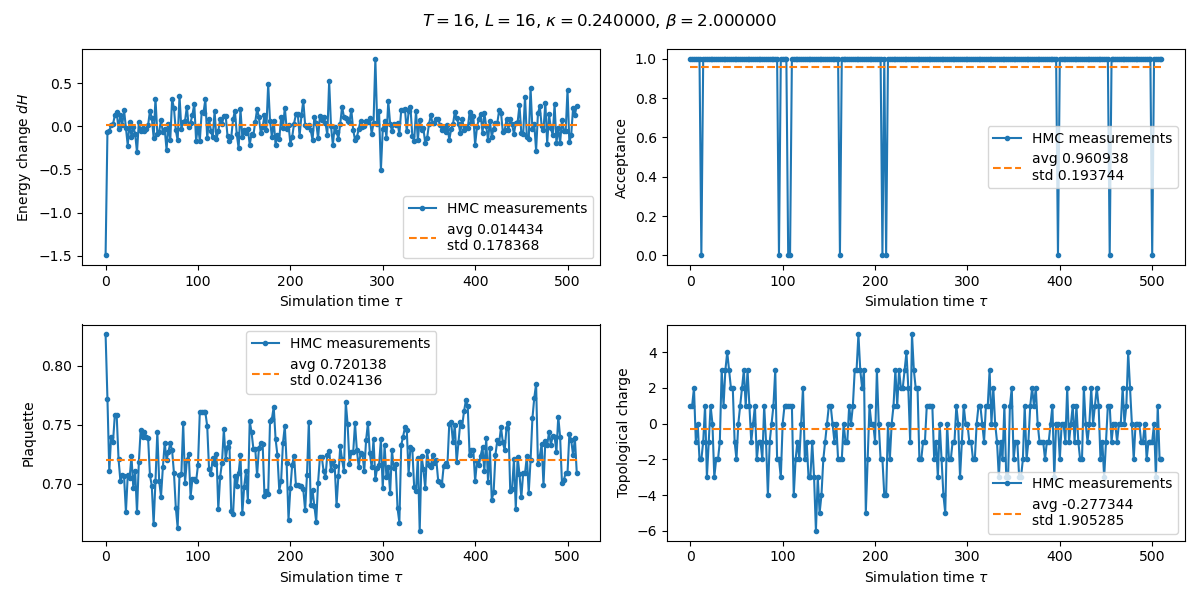 T = 16, L = 16, κ = 0.240000, β = 2.000000
Energy change dH
0.5
0.0
−0.5
−1.0
−1.5
HMC measurements
avg 0.014434
std 0.178368
0 100 200 300 400 500
Simulation time τ
Acceptance
1.0
0.8
0.6
0.4
0.2
0.0
HMC measurements
avg 0.960938
std 0.193744
0 100 200 300 400 500
Simulation time τ
Plaquette
0.80
0.75
0.70
HMC measurements
avg 0.720138
std 0.024136
0 100 200 300 400 500
Simulation time τ
Topological charge
4
2
0
−2
−4
−6
HMC measurements
avg -0.277344
std 1.905285
0 100 200 300 400 500
Simulation time τ